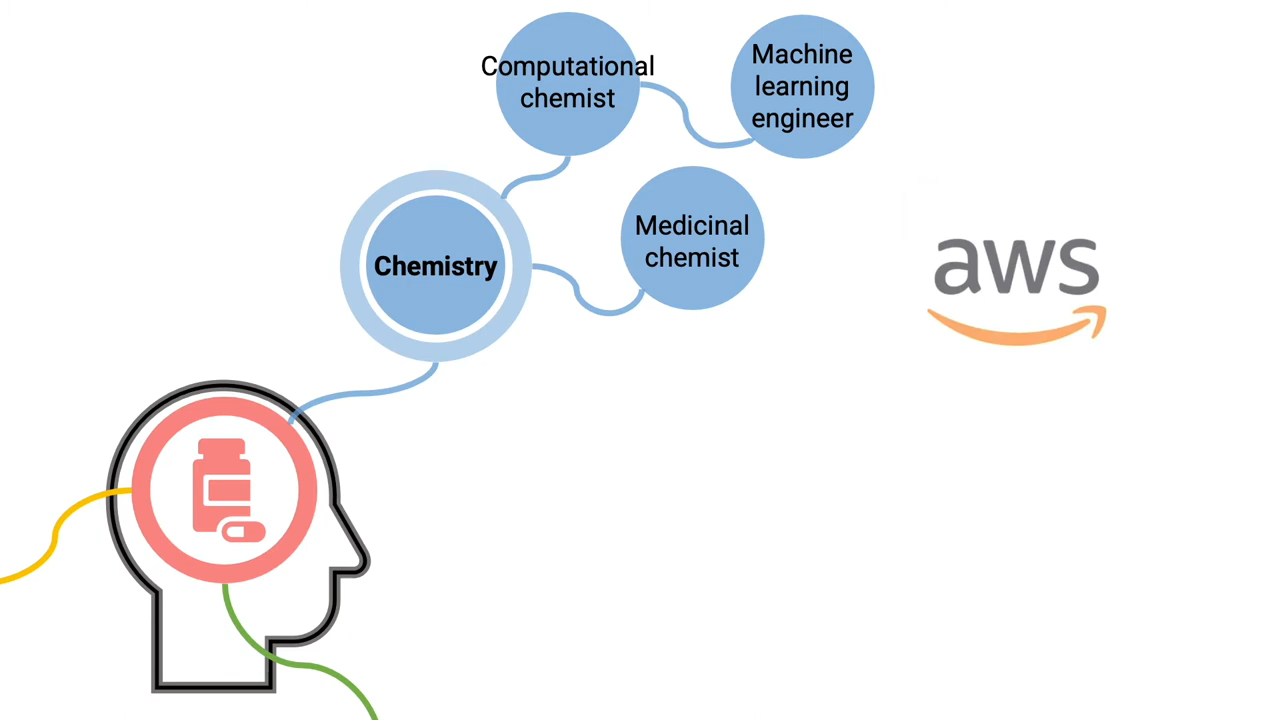 Computational
chemist
Machine
learning
engineer
Medicinal
chemist
Chemistry
aws